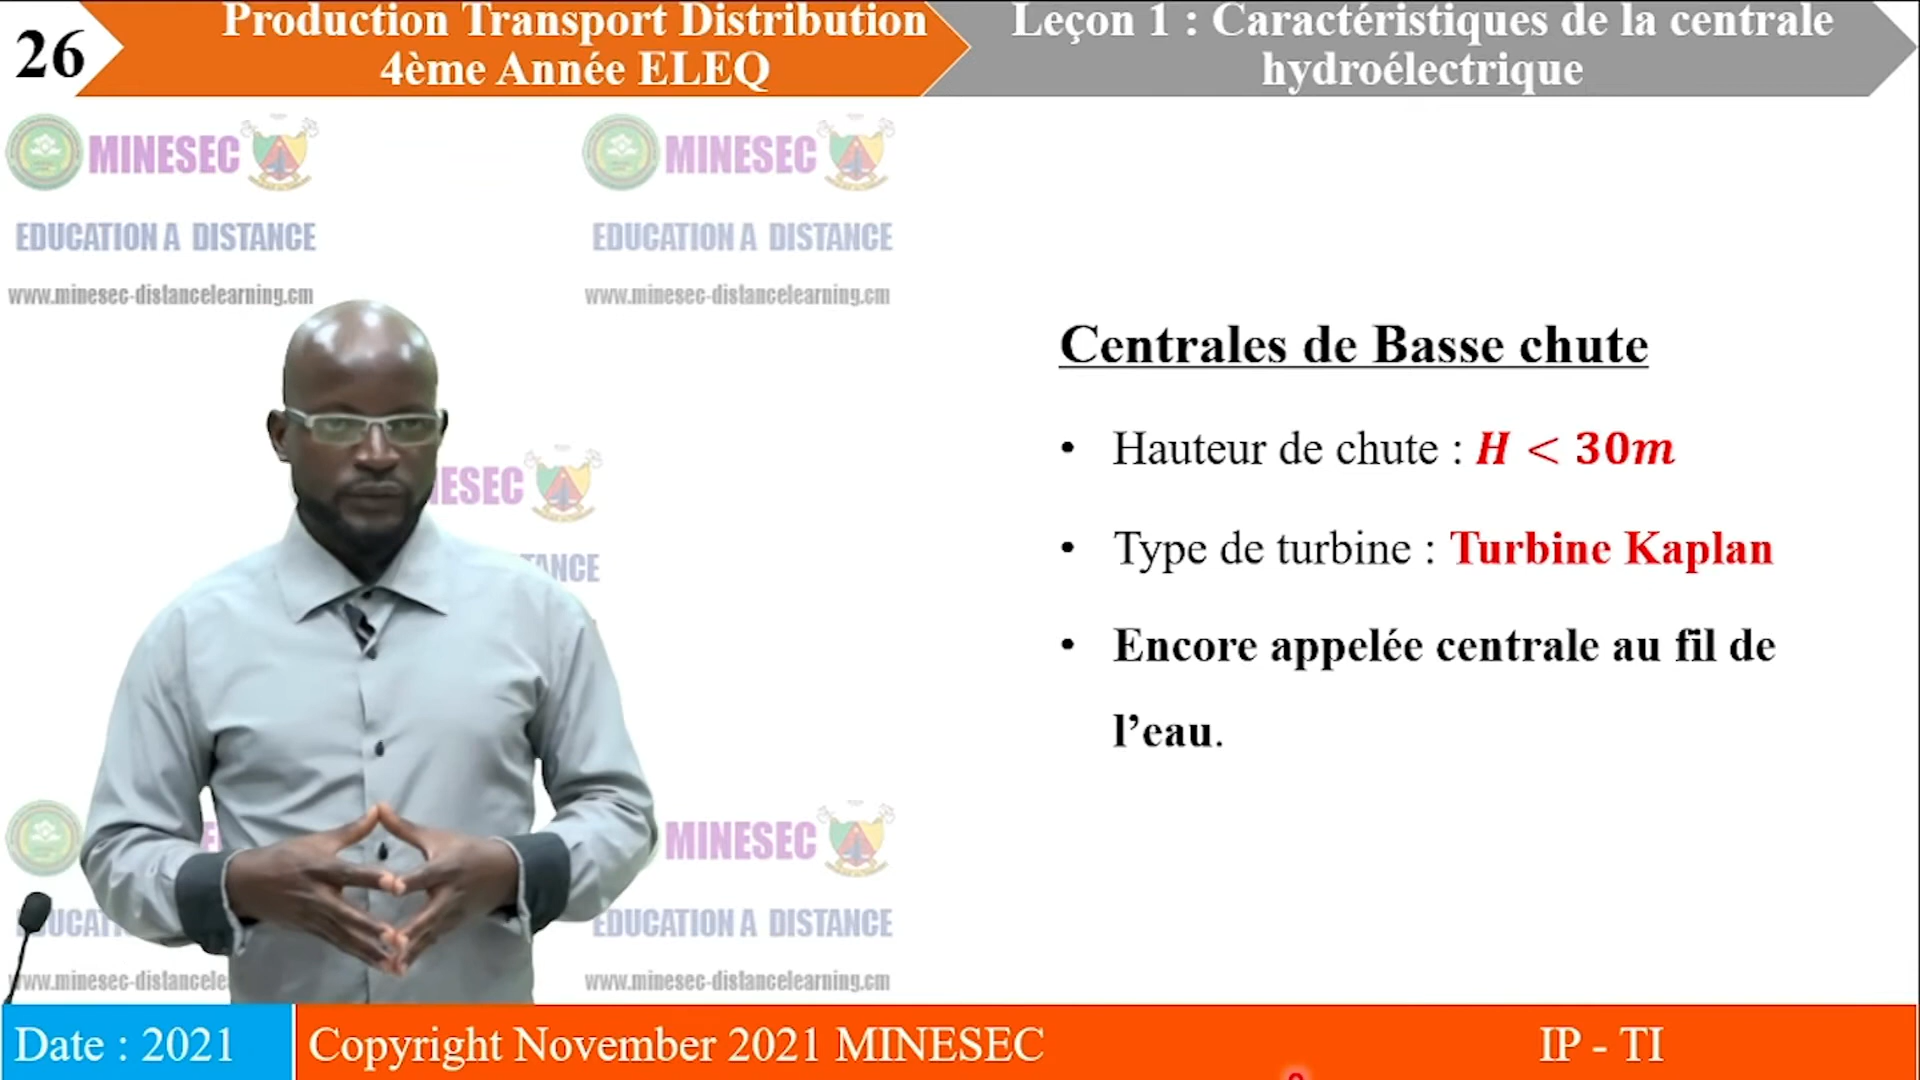 26
Production Transport Distribution
4ème Année ELEQ
Leçon 1 : Caractéristiques de la centrale
hydroélectrique
MINESEC
MINESEC
EDUCATION A DISTANCE
EDUCATION A DISTANCE
www.minesec-distancelearning.cm
www.minesec-distancelearning.cm
Centrales de Basse chute
• Hauteur de chute : H < 30m
• Type de turbine : Turbine Kaplan
• Encore appelée centrale au fil de
l’eau.
MINESEC
EDUCATION A DISTANCE
www.minesec-distancelearning.cm
Date : 2021
Copyright November 2021 MINESEC
IP - TI